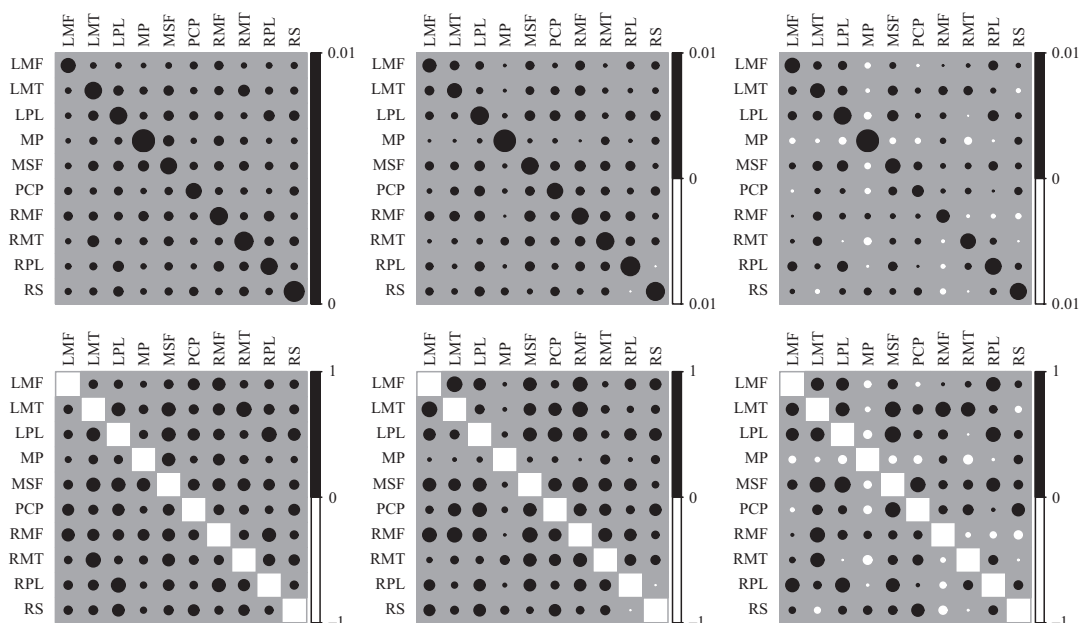 LMF LMT LPL MP MSF PCP RMF RMT RPL RS
LMF
LMT
LPL
MP
MSF
PCP
RMF
RMT
RPL
RS
0.01
0
LMF LMT LPL MP MSF PCP RMF RMT RPL RS
LMF
LMT
LPL
MP
MSF
PCP
RMF
RMT
RPL
RS
0.01
0
0.01
LMF LMT LPL MP MSF PCP RMF RMT RPL RS
LMF
LMT
LPL
MP
MSF
PCP
RMF
RMT
RPL
RS
0.01
0
0.01
LMF LMT LPL MP MSF PCP RMF RMT RPL RS
LMF
LMT
LPL
MP
MSF
PCP
RMF
RMT
RPL
RS
1
0
−1
LMF LMT LPL MP MSF PCP RMF RMT RPL RS
LMF
LMT
LPL
MP
MSF
PCP
RMF
RMT
RPL
RS
1
0
−1
LMF LMT LPL MP MSF PCP RMF RMT RPL RS
LMF
LMT
LPL
MP
MSF
PCP
RMF
RMT
RPL
RS
1
0
−1